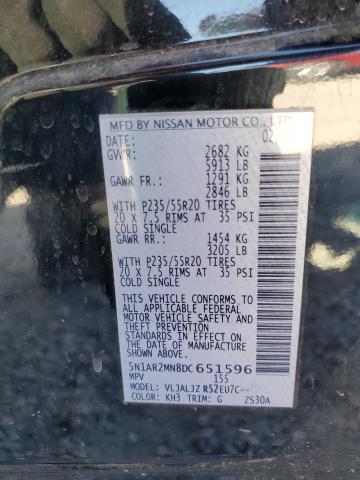 MFD BY NISSAN MOTOR CO., LTD
DATE: 02
GVWR: 2682 KG
5913 LB
GAWR FR.: 1291 KG
2846 LB
WITH P235/55R20 TIRES
20 X 7.5 RIMS AT 35 PSI
COLD SINGLE
GAWR RR.: 1454 KG
3205 LB
WITH P235/55R20 TIRES
20 X 7.5 RIMS AT 35 PSI
COLD SINGLE
THIS VEHICLE CONFORMS TO
ALL APPLICABLE FEDERAL
MOTOR VEHICLE SAFETY AND
THEFT PREVENTION
STANDARDS IN EFFECT ON
THE DATE OF MANUFACTURE
SHOWN ABOVE.
5N1AR2MN8DC651596
MPV 155
VLJALJZ R52EU7C--
COLOR: KH3 TRIM: G ZS30A